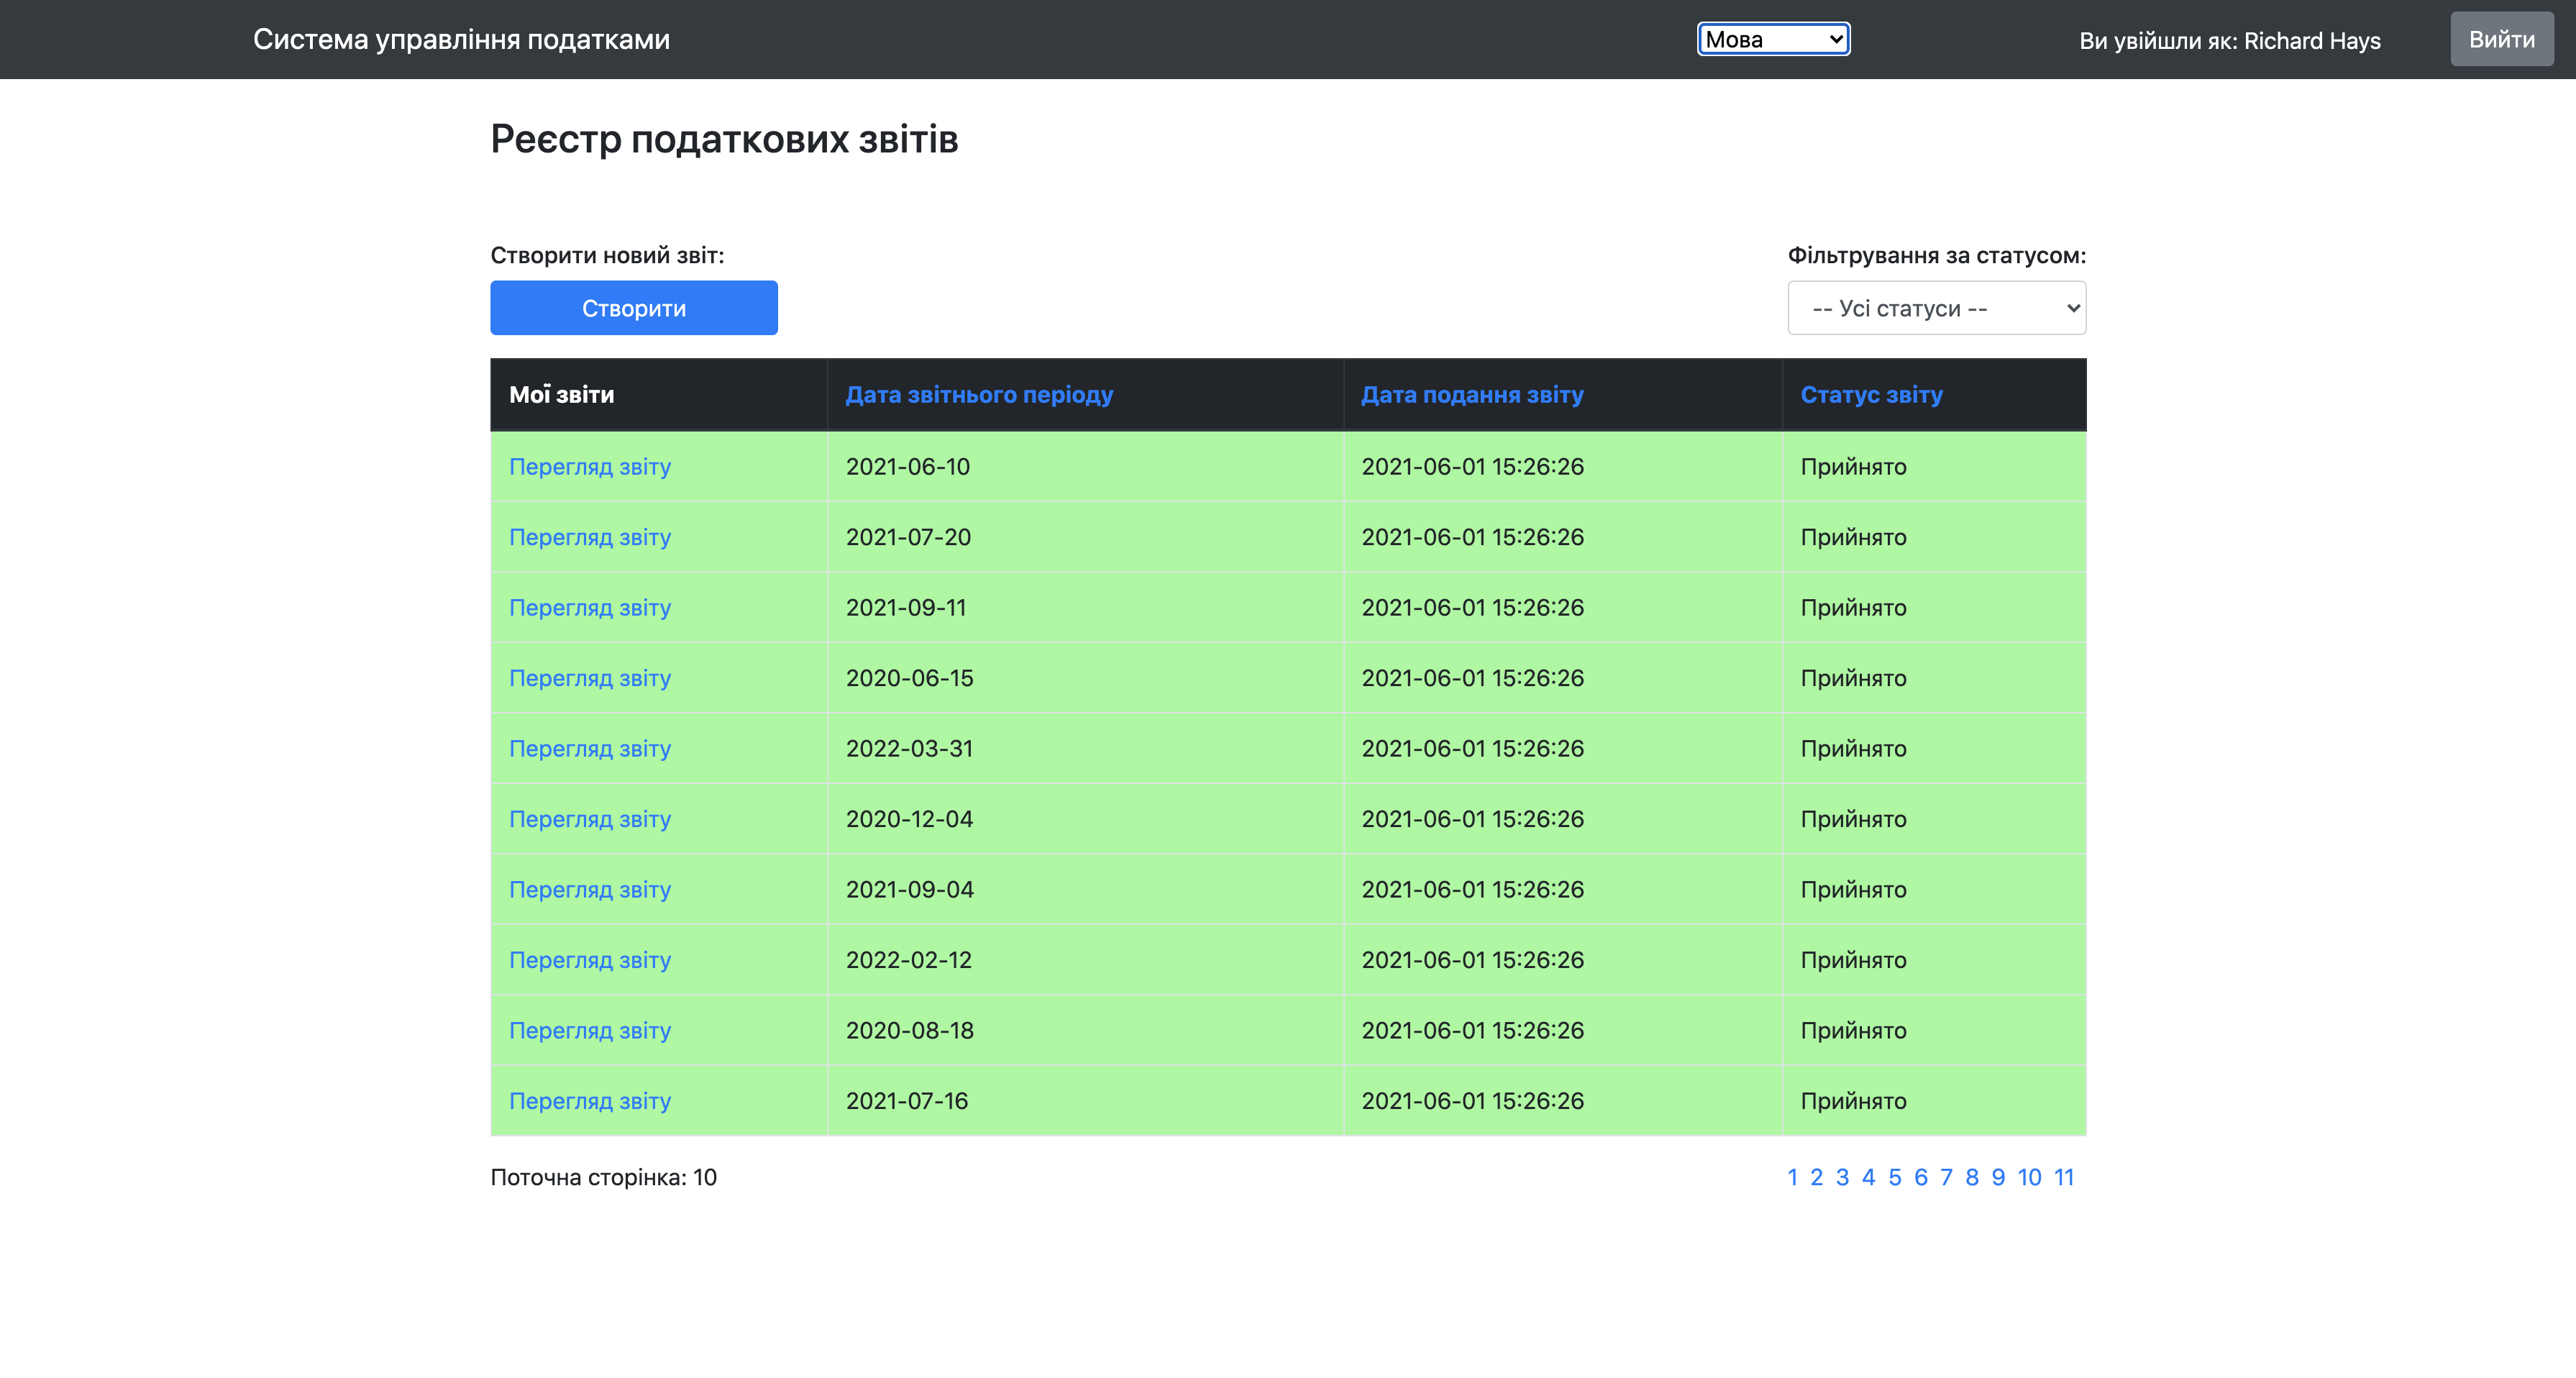 Система управління податками Мова Ви увійшли як: Richard Hays Вийти
Реєстр податкових звітів
Створити новий звіт: Фільтрування за статусом:
Створити -- Усі статуси --
Мої звіти Дата звітнього періоду Дата подання звіту Статус звіту
Перегляд звіту 2021-06-10 2021-06-01 15:26:26 Прийнято
Перегляд звіту 2021-07-20 2021-06-01 15:26:26 Прийнято
Перегляд звіту 2021-09-11 2021-06-01 15:26:26 Прийнято
Перегляд звіту 2020-06-15 2021-06-01 15:26:26 Прийнято
Перегляд звіту 2022-03-31 2021-06-01 15:26:26 Прийнято
Перегляд звіту 2020-12-04 2021-06-01 15:26:26 Прийнято
Перегляд звіту 2021-09-04 2021-06-01 15:26:26 Прийнято
Перегляд звіту 2022-02-12 2021-06-01 15:26:26 Прийнято
Перегляд звіту 2020-08-18 2021-06-01 15:26:26 Прийнято
Перегляд звіту 2021-07-16 2021-06-01 15:26:26 Прийнято
Поточна сторінка: 10 1 2 3 4 5 6 7 8 9 10 11